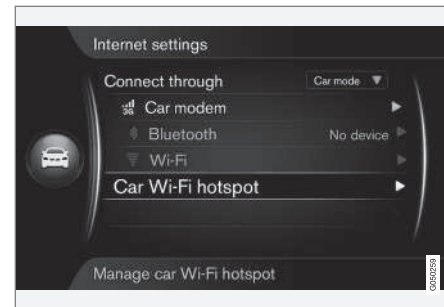 Internet settings
Connect through Car mode
3G Car modem
Bluetooth No device
Wi-Fi
Car Wi-Fi hotspot
Manage car Wi-Fi hotspot
G050259